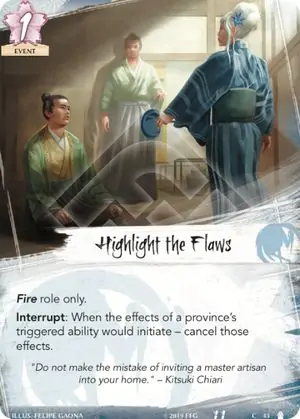 1
EVENT
Highlight the Flaws
Fire role only.
Interrupt: When the effects of a province's
triggered ability would initiate – cancel those
effects.
"Do not make the mistake of inviting a master artisan
into your home." – Kitsuki Chiari
ILLUS: FELIPE GAONA
©2019 FFG
C